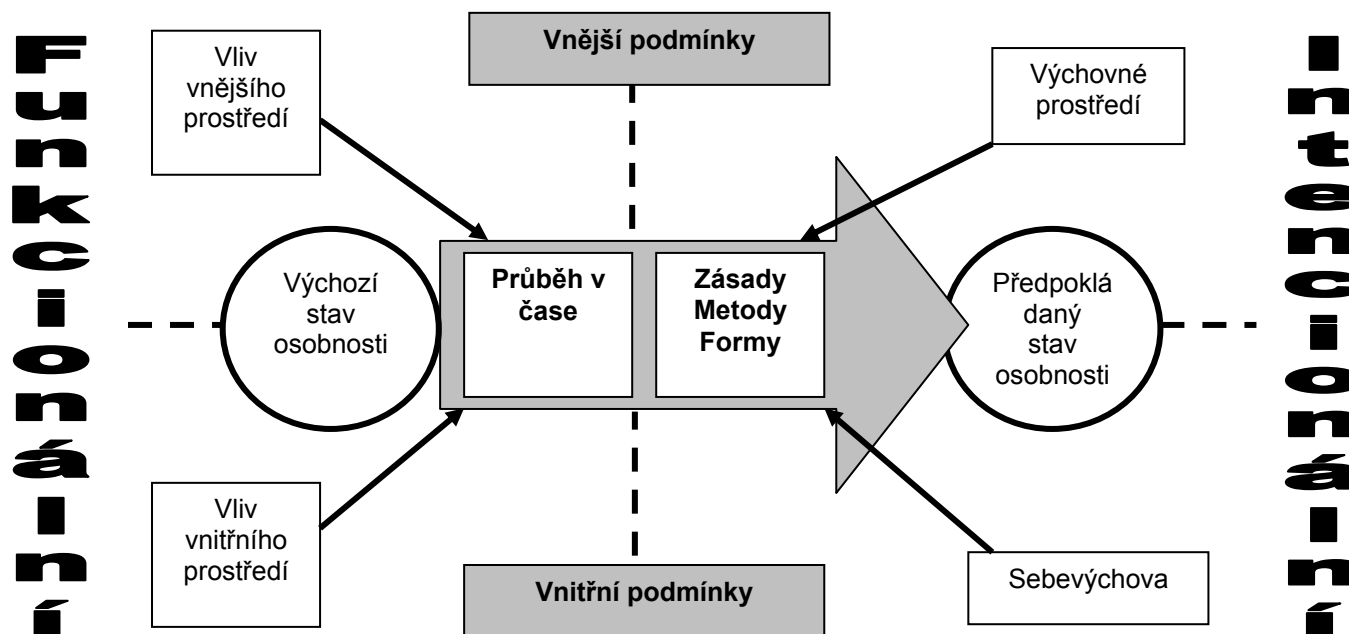 Funkcionální
Vliv
vnějšího
prostředí
Vnější podmínky
Výchovné
prostředí
Výchozí
stav
osobnosti
Průběh v
čase
Zásady
Metody
Formy
Předpoklá
daný
stav
osobnosti
Vliv
vnitřního
prostředí
Vnitřní podmínky
Sebevýchova
Intencionální